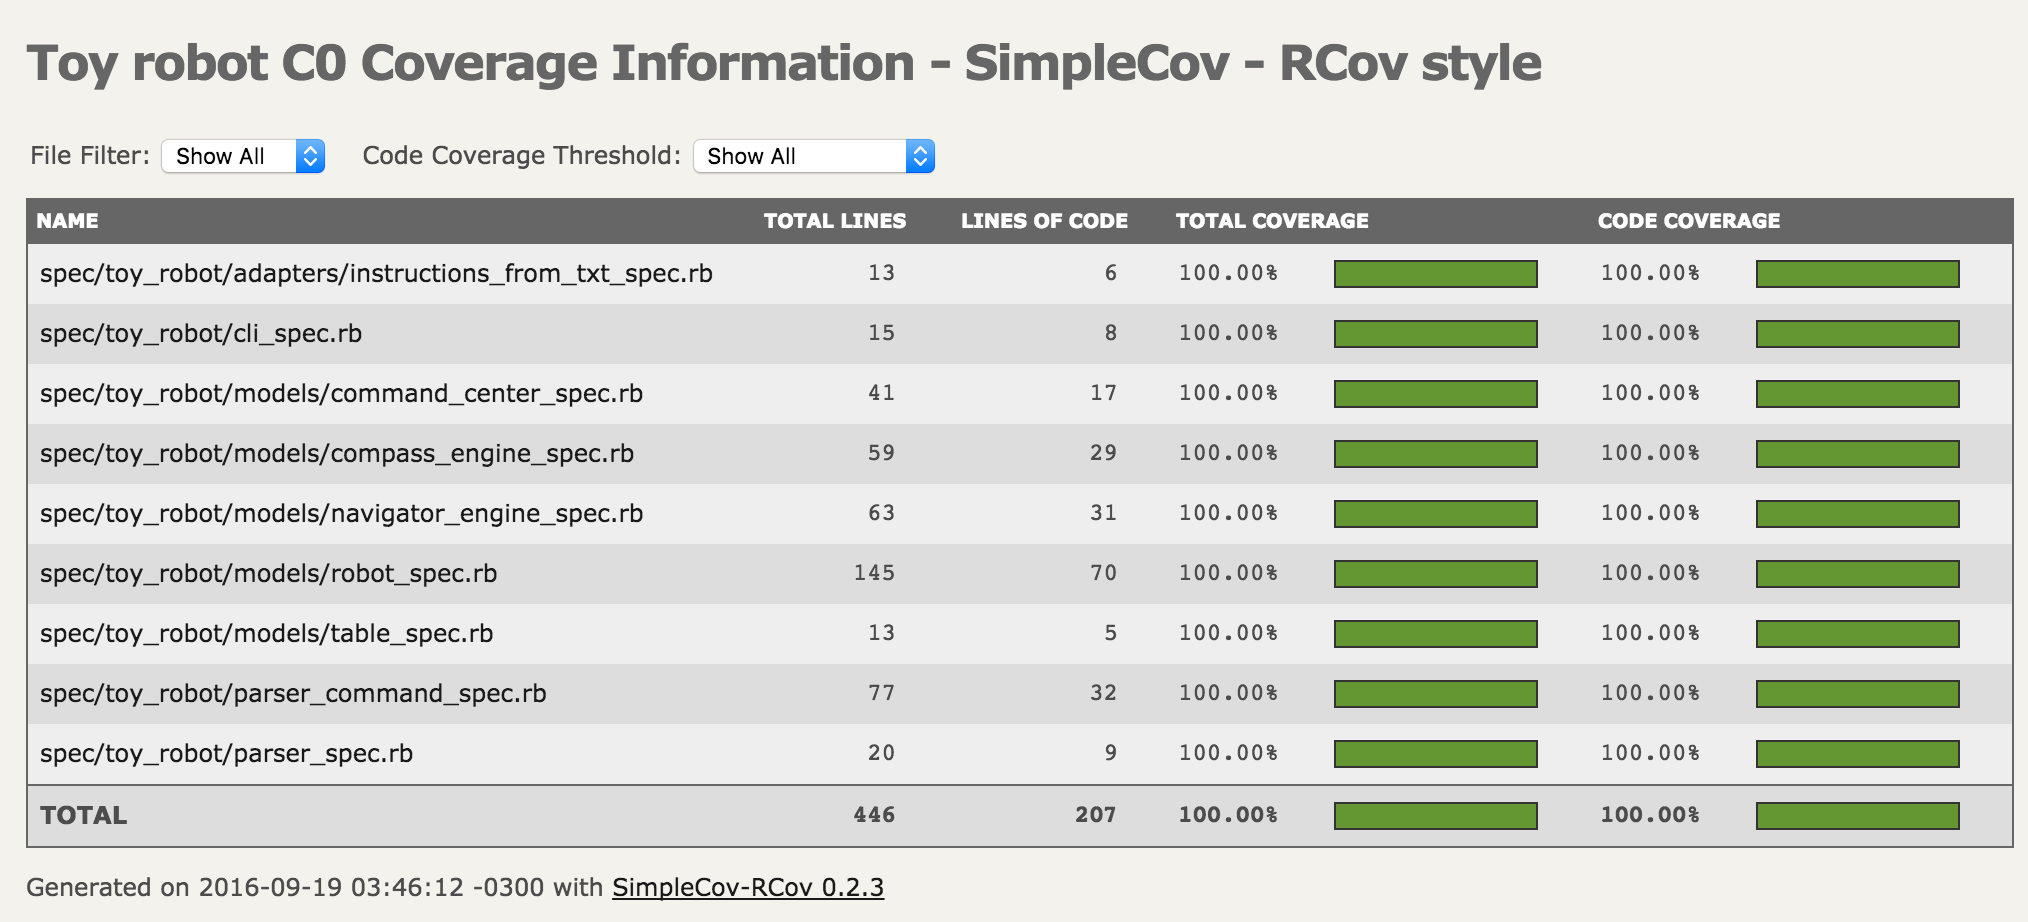 Toy robot C0 Coverage Information - SimpleCov - RCov style
File Filter: Show All Code Coverage Threshold: Show All
NAME TOTAL LINES LINES OF CODE TOTAL COVERAGE CODE COVERAGE
spec/toy_robot/adapters/instructions_from_txt_spec.rb 13 6 100.00% 100.00%
spec/toy_robot/cli_spec.rb 15 8 100.00% 100.00%
spec/toy_robot/models/command_center_spec.rb 41 17 100.00% 100.00%
spec/toy_robot/models/compass_engine_spec.rb 59 29 100.00% 100.00%
spec/toy_robot/models/navigator_engine_spec.rb 63 31 100.00% 100.00%
spec/toy_robot/models/robot_spec.rb 145 70 100.00% 100.00%
spec/toy_robot/models/table_spec.rb 13 5 100.00% 100.00%
spec/toy_robot/parser_command_spec.rb 77 32 100.00% 100.00%
spec/toy_robot/parser_spec.rb 20 9 100.00% 100.00%
TOTAL 446 207 100.00% 100.00%
Generated on 2016-09-19 03:46:12 -0300 with SimpleCov-RCov 0.2.3